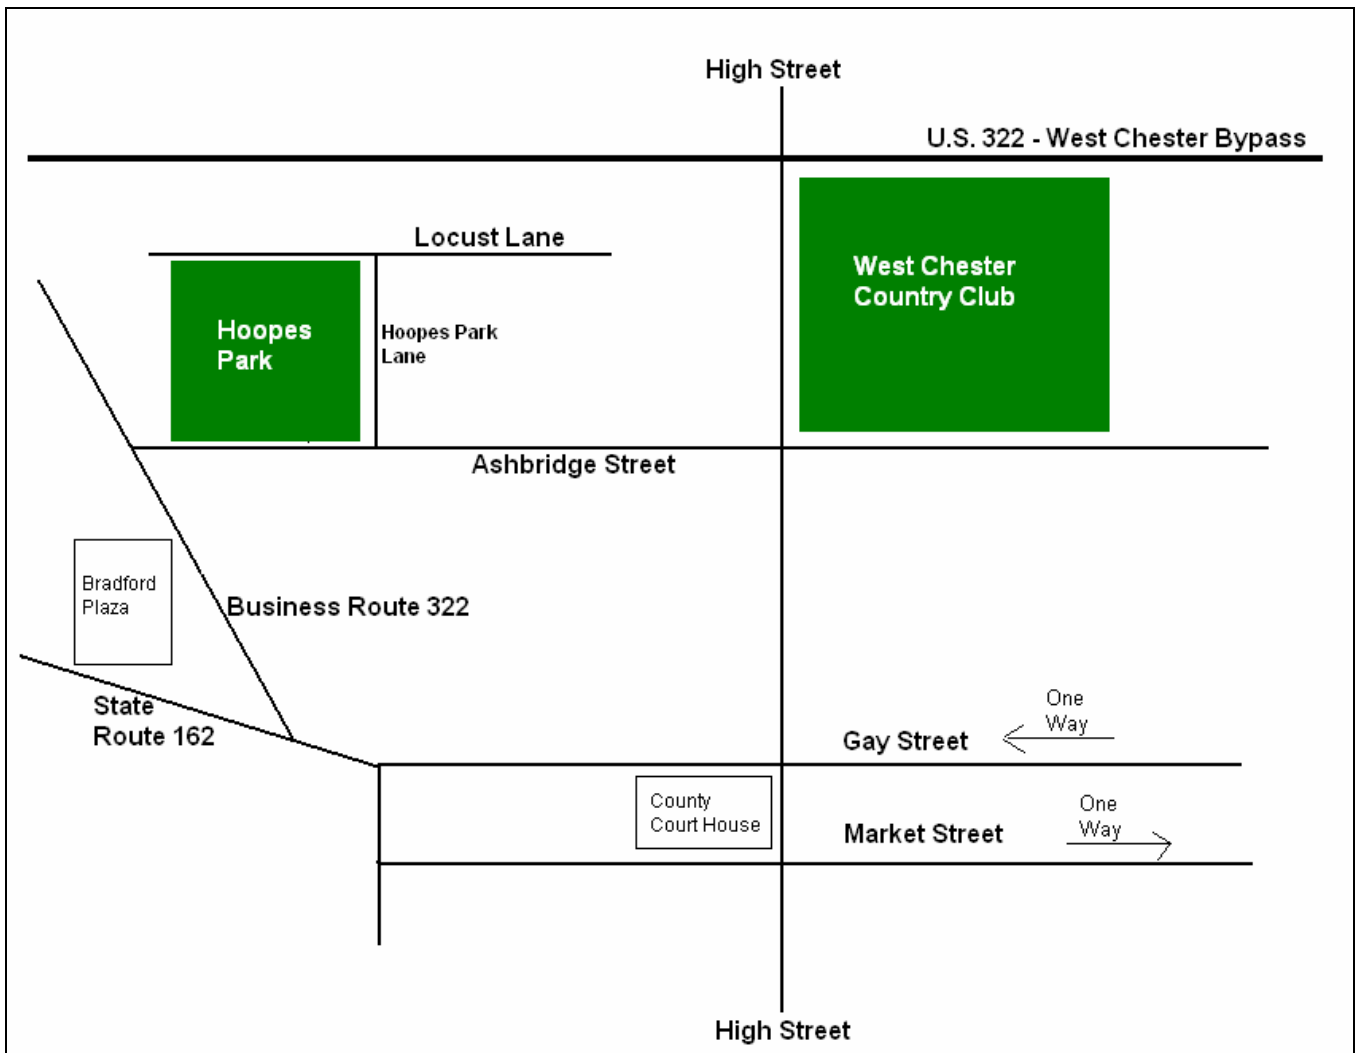 High Street
U.S. 322 - West Chester Bypass
Locust Lane
West Chester
Country Club
Hoopes
Park
Hoopes Park
Lane
Ashbridge Street
Bradford
Plaza
Business Route 322
State
Route 162
One
Way
Gay Street
County
Court House
One
Way
Market Street
High Street